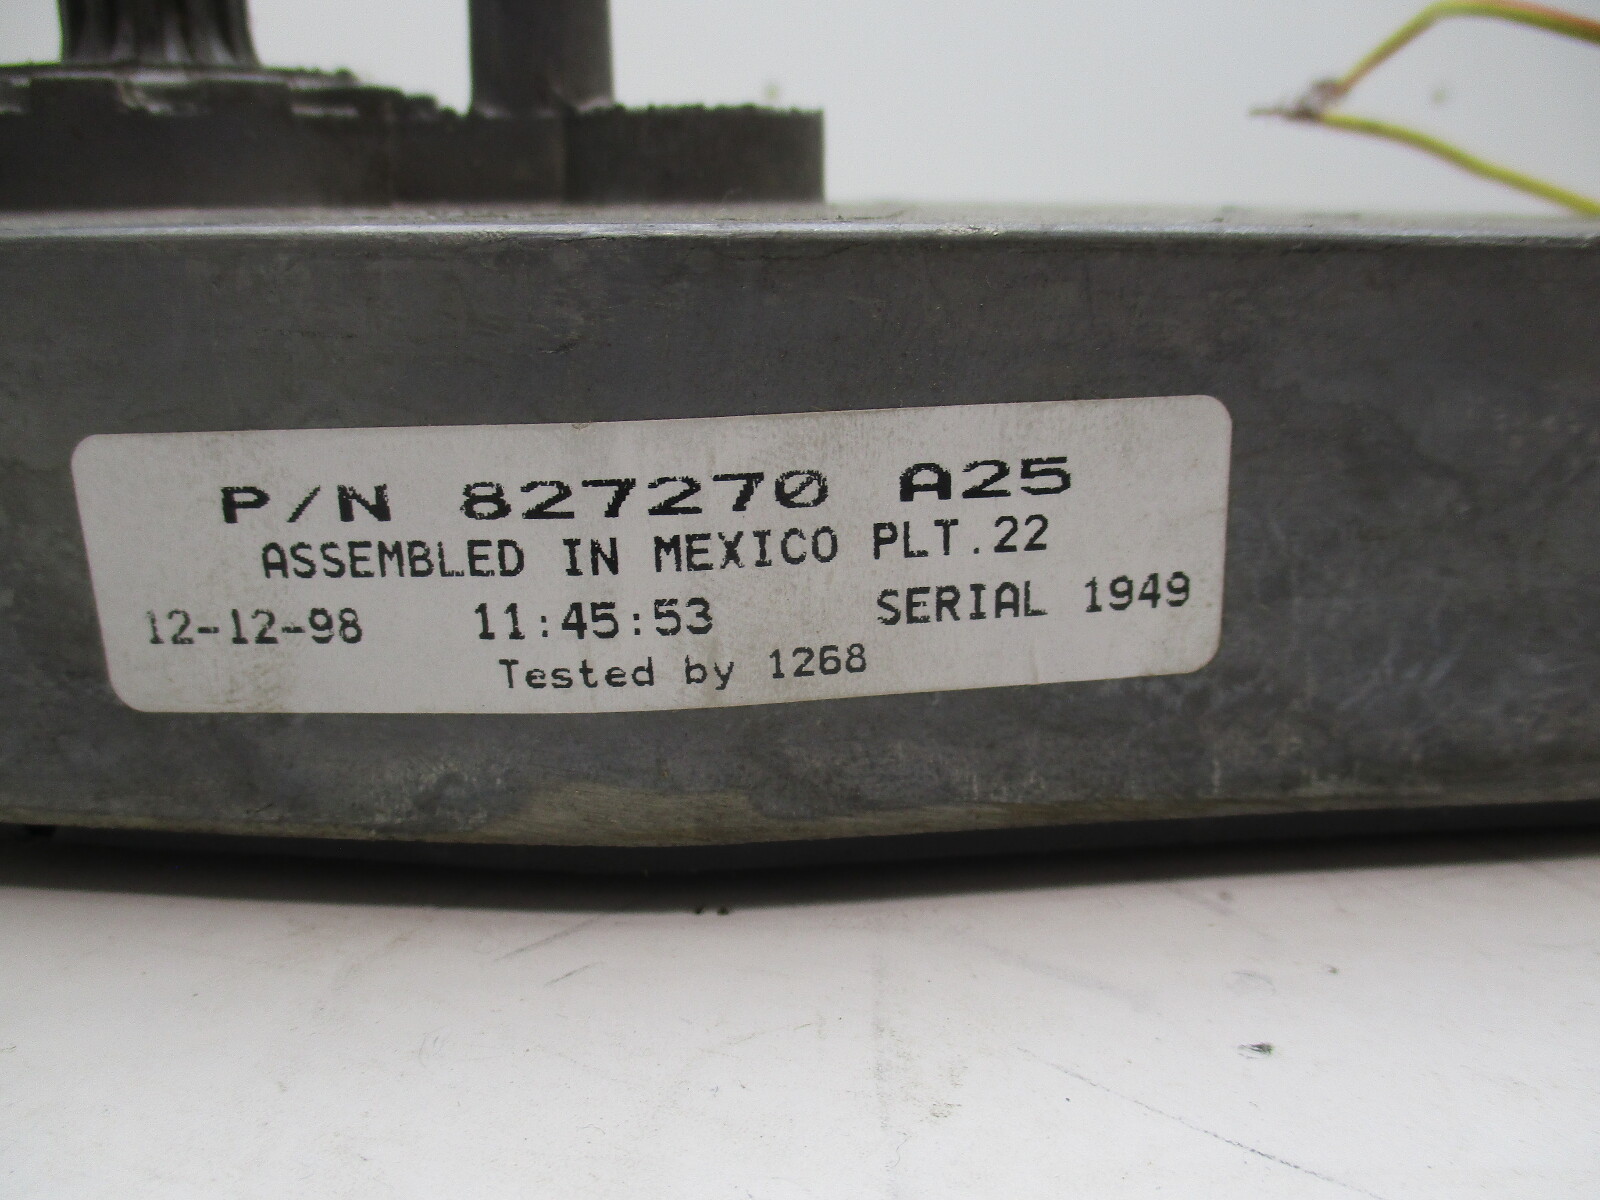 P/N 827270 A25
ASSEMBLED IN MEXICO PLT.22
12-12-98 11:45:53 SERIAL 1949
Tested by 1268